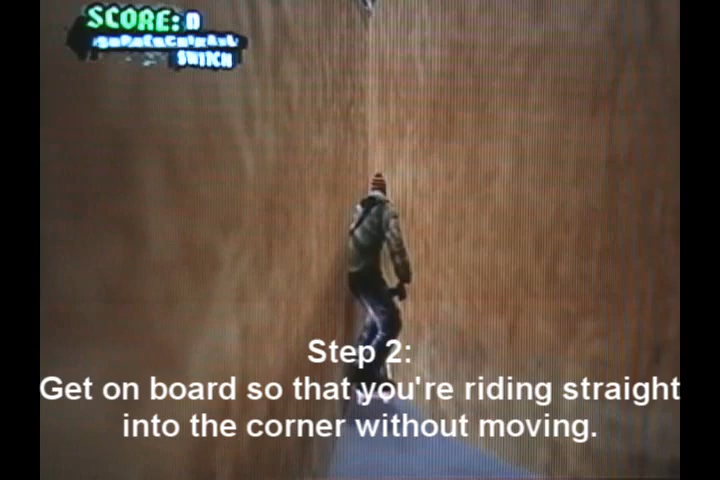 SCORE: 0
SWITCH
Step 2:
Get on board so that you're riding straight
into the corner without moving.